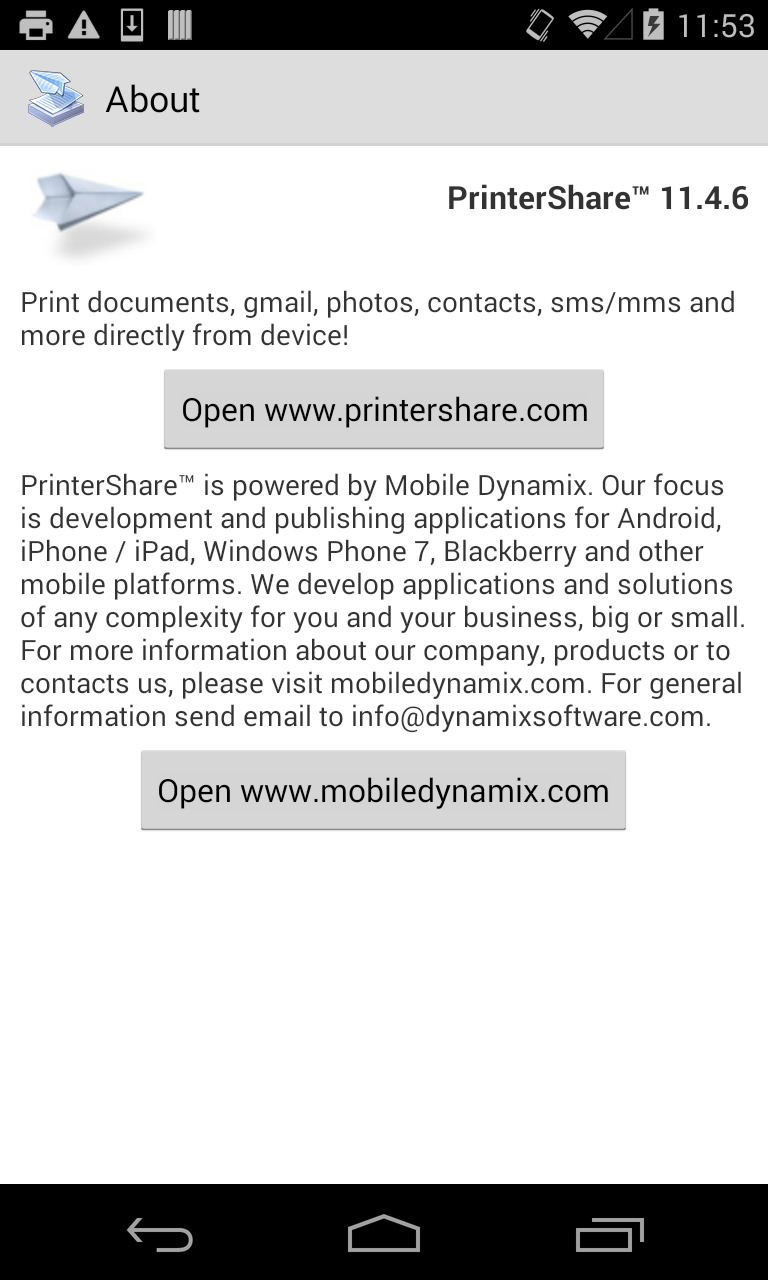 11:53
About
PrinterShare™ 11.4.6
Print documents, gmail, photos, contacts, sms/mms and
more directly from device!
Open www.printershare.com
PrinterShare™ is powered by Mobile Dynamix. Our focus
is development and publishing applications for Android,
iPhone / iPad, Windows Phone 7, Blackberry and other
mobile platforms. We develop applications and solutions
of any complexity for you and your business, big or small.
For more information about our company, products or to
contacts us, please visit mobiledynamix.com. For general
information send email to info@dynamixsoftware.com.
Open www.mobiledynamix.com